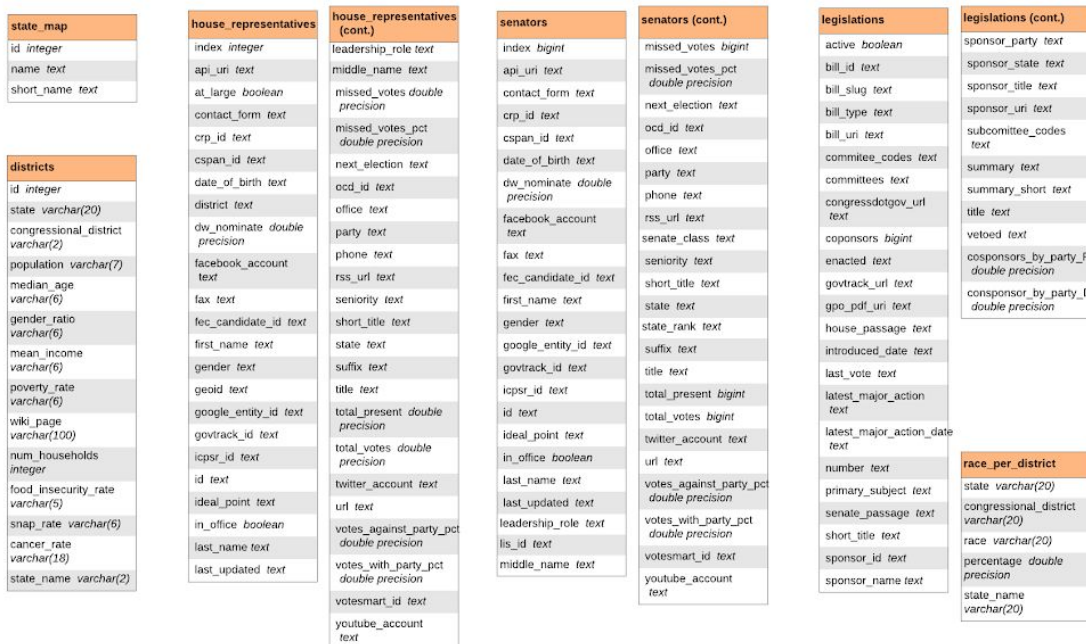 state_map
id integer
name text
short_name text
districts
id integer
state varchar(20)
congressional_district
varchar(2)
population varchar(7)
median_age
varchar(6)
gender_ratio
varchar(6)
mean_income
varchar(6)
poverty_rate
varchar(6)
wiki_page
varchar(100)
num_households
integer
food_insecurity_rate
varchar(5)
snap_rate varchar(6)
cancer_rate
varchar(18)
state_name varchar(2)
house_representatives
index integer
api_uri text
at_large boolean
contact_form text
crp_id text
cspan_id text
date_of_birth text
district text
dw_nominate double
precision
facebook_account
text
fax text
fec_candidate_id text
first_name text
gender text
geoid text
google_entity_id text
govtrack_id text
icpsr_id text
id text
ideal_point text
in_office boolean
last_name text
last_updated text
house_representatives
(cont.)
leadership_role text
middle_name text
missed_votes double
precision
missed_votes_pct
double precision
next_election text
ocd_id text
office text
party text
phone text
rss_url text
seniority text
short_title text
state text
suffix text
title text
total_present double
precision
total_votes double
precision
twitter_account text
url text
votes_against_party_pct
double precision
votes_with_party_pct
double precision
votesmart_id text
youtube_account
text
senators
index bigint
api_uri text
contact_form text
crp_id text
cspan_id text
date_of_birth text
dw_nominate double
precision
facebook_account
text
fax text
fec_candidate_id text
first_name text
gender text
google_entity_id text
govtrack_id text
icpsr_id text
id text
ideal_point text
in_office boolean
last_name text
last_updated text
leadership_role text
lis_id text
middle_name text
senators (cont.)
missed_votes bigint
missed_votes_pct
double precision
next_election text
ocd_id text
office text
party text
phone text
rss_url text
senate_class text
seniority text
short_title text
state text
state_rank text
suffix text
title text
total_present bigint
total_votes bigint
twitter_account text
url text
votes_against_party_pct
double precision
votes_with_party_pct
double precision
votesmart_id text
youtube_account
text
legislations
active boolean
bill_id text
bill_slug text
bill_type text
bill_uri text
commitee_codes text
committees text
congressdotgov_url
text
coponsors bigint
enacted text
govtrack_url text
gpo_pdf_uri text
house_passage text
introduced_date text
last_vote text
latest_major_action
text
latest_major_action_date
text
number text
primary_subject text
senate_passage text
short_title text
sponsor_id text
sponsor_name text
legislations (cont.)
sponsor_party text
sponsor_state text
sponsor_title text
sponsor_uri text
subcomittee_codes
text
summary text
summary_short text
title text
vetoed text
cosponsors_by_party_R
double precision
consponsor_by_party_D
double precision
race_per_district
state varchar(20)
congressional_district
varchar(20)
race varchar(20)
percentage double
precision
state_name
varchar(20)